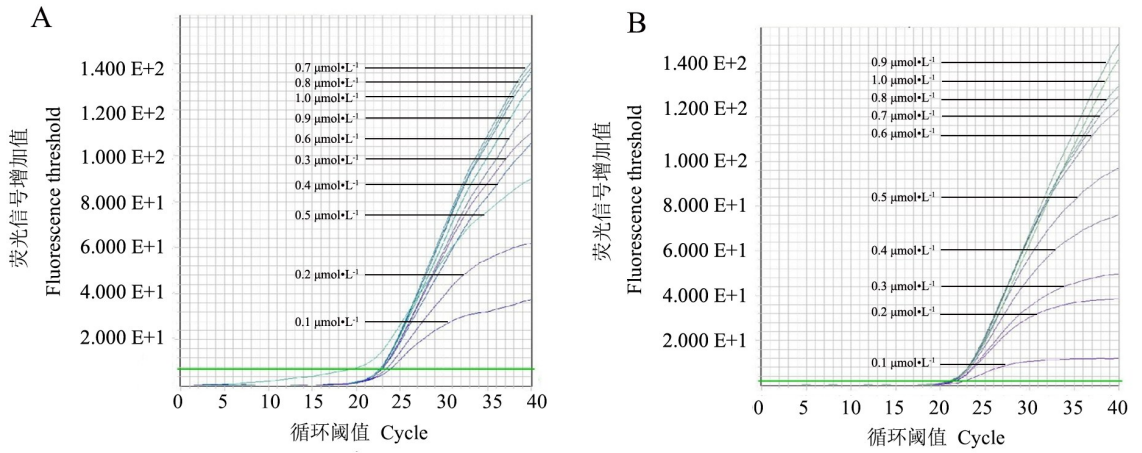 A
1.400 E+2
1.200 E+2
1.000 E+2
8.000 E+1
6.000 E+1
4.000 E+1
2.000 E+1
荧光信号增加值
Fluorescence threshold
0.7 μmol•L⁻¹
0.8 μmol•L⁻¹
1.0 μmol•L⁻¹
0.9 μmol•L⁻¹
0.6 μmol•L⁻¹
0.3 μmol•L⁻¹
0.4 μmol•L⁻¹
0.5 μmol•L⁻¹
0.2 μmol•L⁻¹
0.1 μmol•L⁻¹
0 5 10 15 20 25 30 35 40
循环阈值 Cycle
B
1.400 E+2
1.200 E+2
1.000 E+2
8.000 E+1
6.000 E+1
4.000 E+1
2.000 E+1
荧光信号增加值
Fluorescence threshold
0.9 μmol•L⁻¹
1.0 μmol•L⁻¹
0.8 μmol•L⁻¹
0.7 μmol•L⁻¹
0.6 μmol•L⁻¹
0.5 μmol•L⁻¹
0.4 μmol•L⁻¹
0.3 μmol•L⁻¹
0.2 μmol•L⁻¹
0.1 μmol•L⁻¹
0 5 10 15 20 25 30 35 40
循环阈值 Cycle